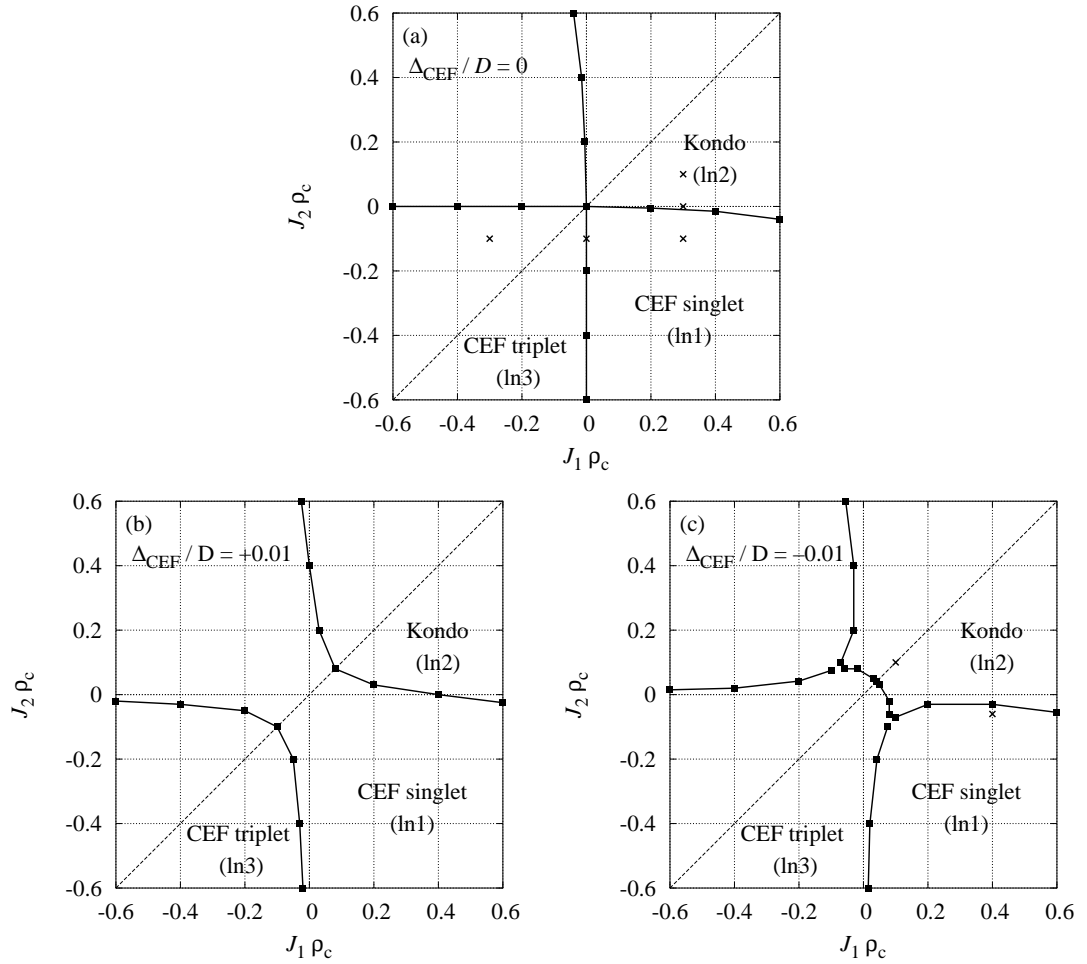 (a)
Δ_CEF / D = 0
Kondo
(ln2)
CEF singlet
(ln1)
CEF triplet
(ln3)
0.6
0.4
0.2
0
-0.2
-0.4
-0.6
J₂ ρ_c
-0.6 -0.4 -0.2 0 0.2 0.4 0.6
J₁ ρ_c
(b)
Δ_CEF / D = +0.01
Kondo
(ln2)
CEF singlet
(ln1)
CEF triplet
(ln3)
0.6
0.4
0.2
0
-0.2
-0.4
-0.6
J₂ ρ_c
-0.6 -0.4 -0.2 0 0.2 0.4 0.6
J₁ ρ_c
(c)
Δ_CEF / D = −0.01
Kondo
(ln2)
CEF singlet
(ln1)
CEF triplet
(ln3)
0.6
0.4
0.2
0
-0.2
-0.4
-0.6
J₂ ρ_c
-0.6 -0.4 -0.2 0 0.2 0.4 0.6
J₁ ρ_c